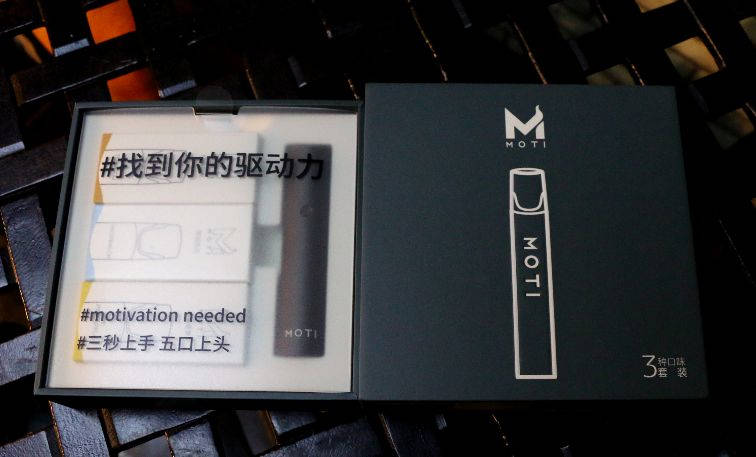 #找到你的驱动力
MOTI
#motivation needed
#三秒上手 五口上头
MOTI
MOTI
MOTI
3种口味
套装